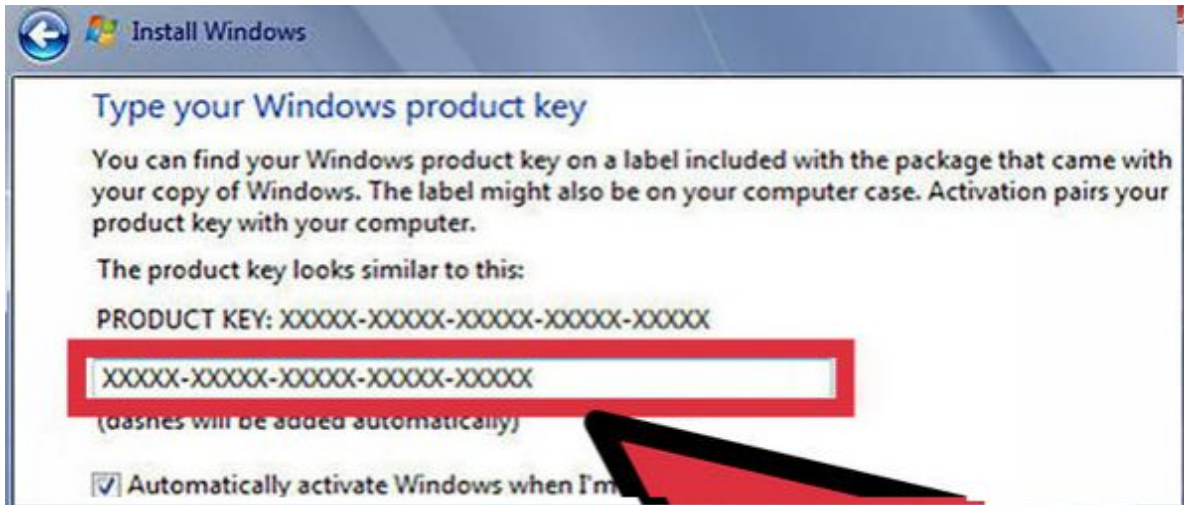 Install Windows
Type your Windows product key
You can find your Windows product key on a label included with the package that came with
your copy of Windows. The label might also be on your computer case. Activation pairs your
product key with your computer.
The product key looks similar to this:
PRODUCT KEY: XXXXX-XXXXX-XXXXX-XXXXX-XXXXX
XXXXX-XXXXX-XXXXX-XXXXX-XXXXX
(dashes will be added automatically)
Automatically activate Windows when I'm